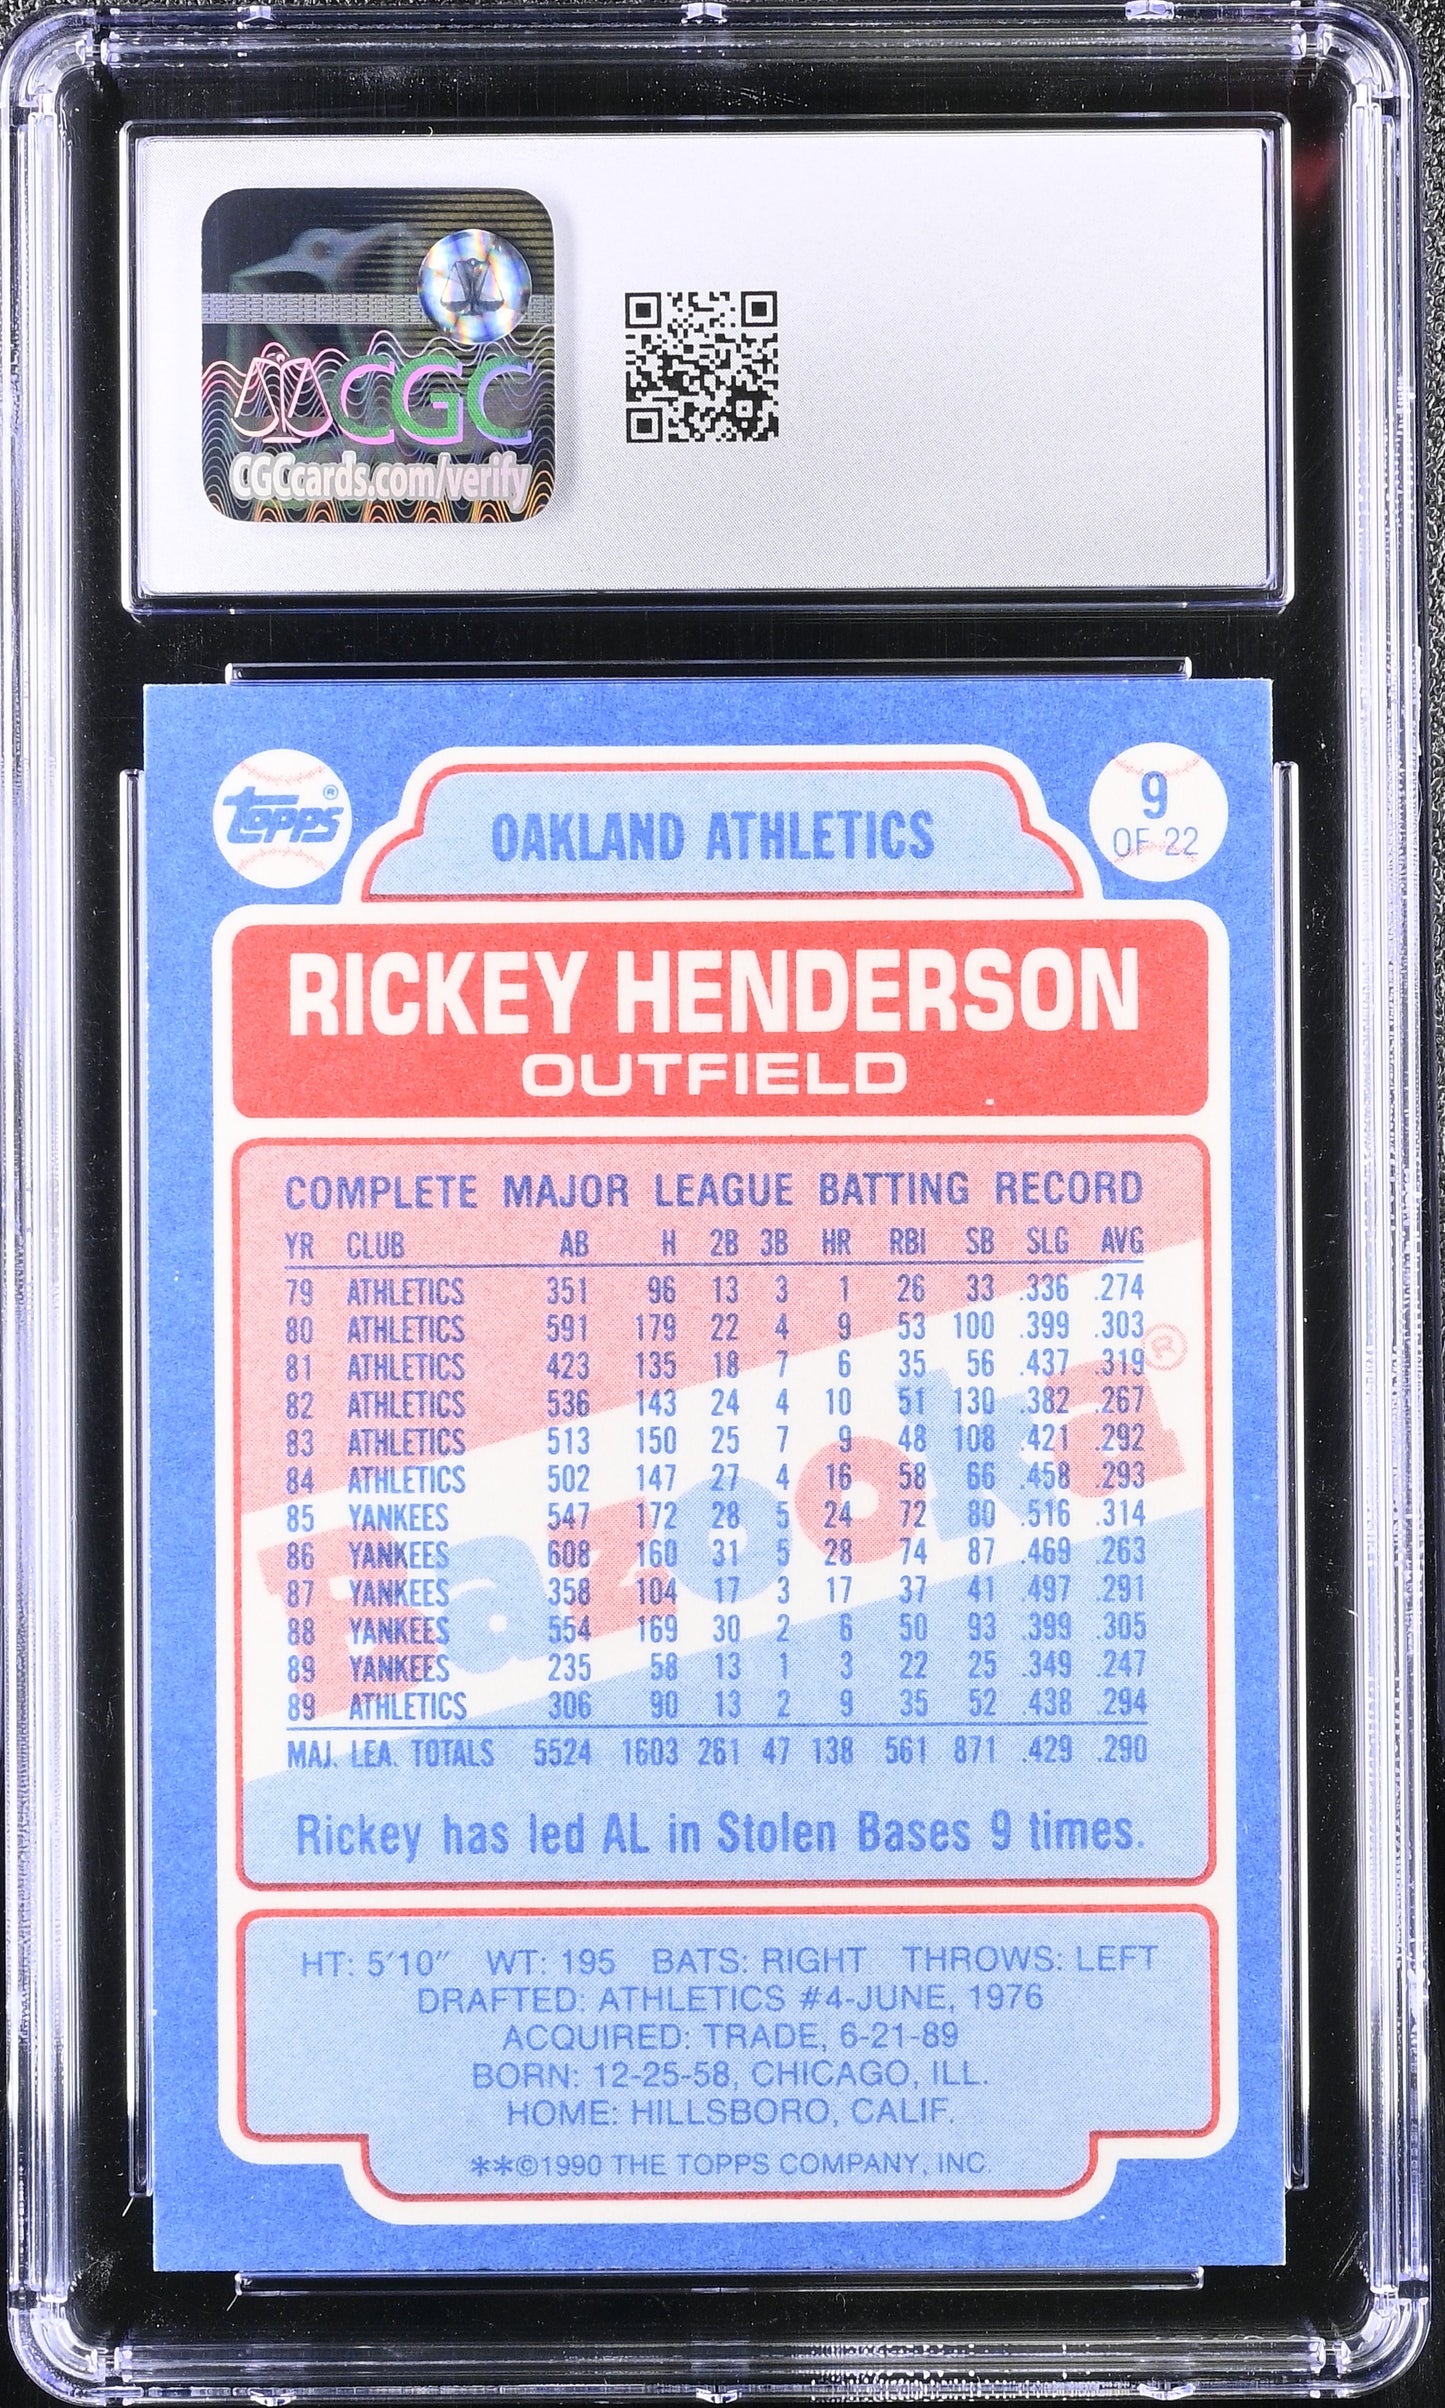 CGC
CGCcards.com/verify
topps®
OAKLAND ATHLETICS
9
OF 22
RICKEY HENDERSON
OUTFIELD
COMPLETE MAJOR LEAGUE BATTING RECORD
YR CLUB AB H 2B 3B HR RBI SB SLG AVG
79 ATHLETICS 351 96 13 3 1 26 33 .336 .274
80 ATHLETICS 591 179 22 4 9 53 100 .399 .303
81 ATHLETICS 423 135 18 7 6 35 56 .437 .319
82 ATHLETICS 536 143 24 4 10 51 130 .382 .267
83 ATHLETICS 513 150 25 7 9 48 108 .421 .292
84 ATHLETICS 502 147 27 4 16 58 66 .458 .293
85 YANKEES 547 172 28 5 24 72 80 .516 .314
86 YANKEES 608 160 31 5 28 74 87 .469 .263
87 YANKEES 358 104 17 3 17 37 41 .497 .291
88 YANKEES 554 169 30 2 6 50 93 .399 .305
89 YANKEES 235 58 13 1 3 22 25 .349 .247
89 ATHLETICS 306 90 13 2 9 35 52 .438 .294
MAJ. LEA. TOTALS 5524 1603 261 47 138 561 871 .429 .290
Bazooka®
Rickey has led AL in Stolen Bases 9 times.
HT: 5'10" WT: 195 BATS: RIGHT THROWS: LEFT
DRAFTED: ATHLETICS #4-JUNE, 1976
ACQUIRED: TRADE, 6-21-89
BORN: 12-25-58, CHICAGO, ILL.
HOME: HILLSBORO, CALIF.
**©1990 THE TOPPS COMPANY, INC.